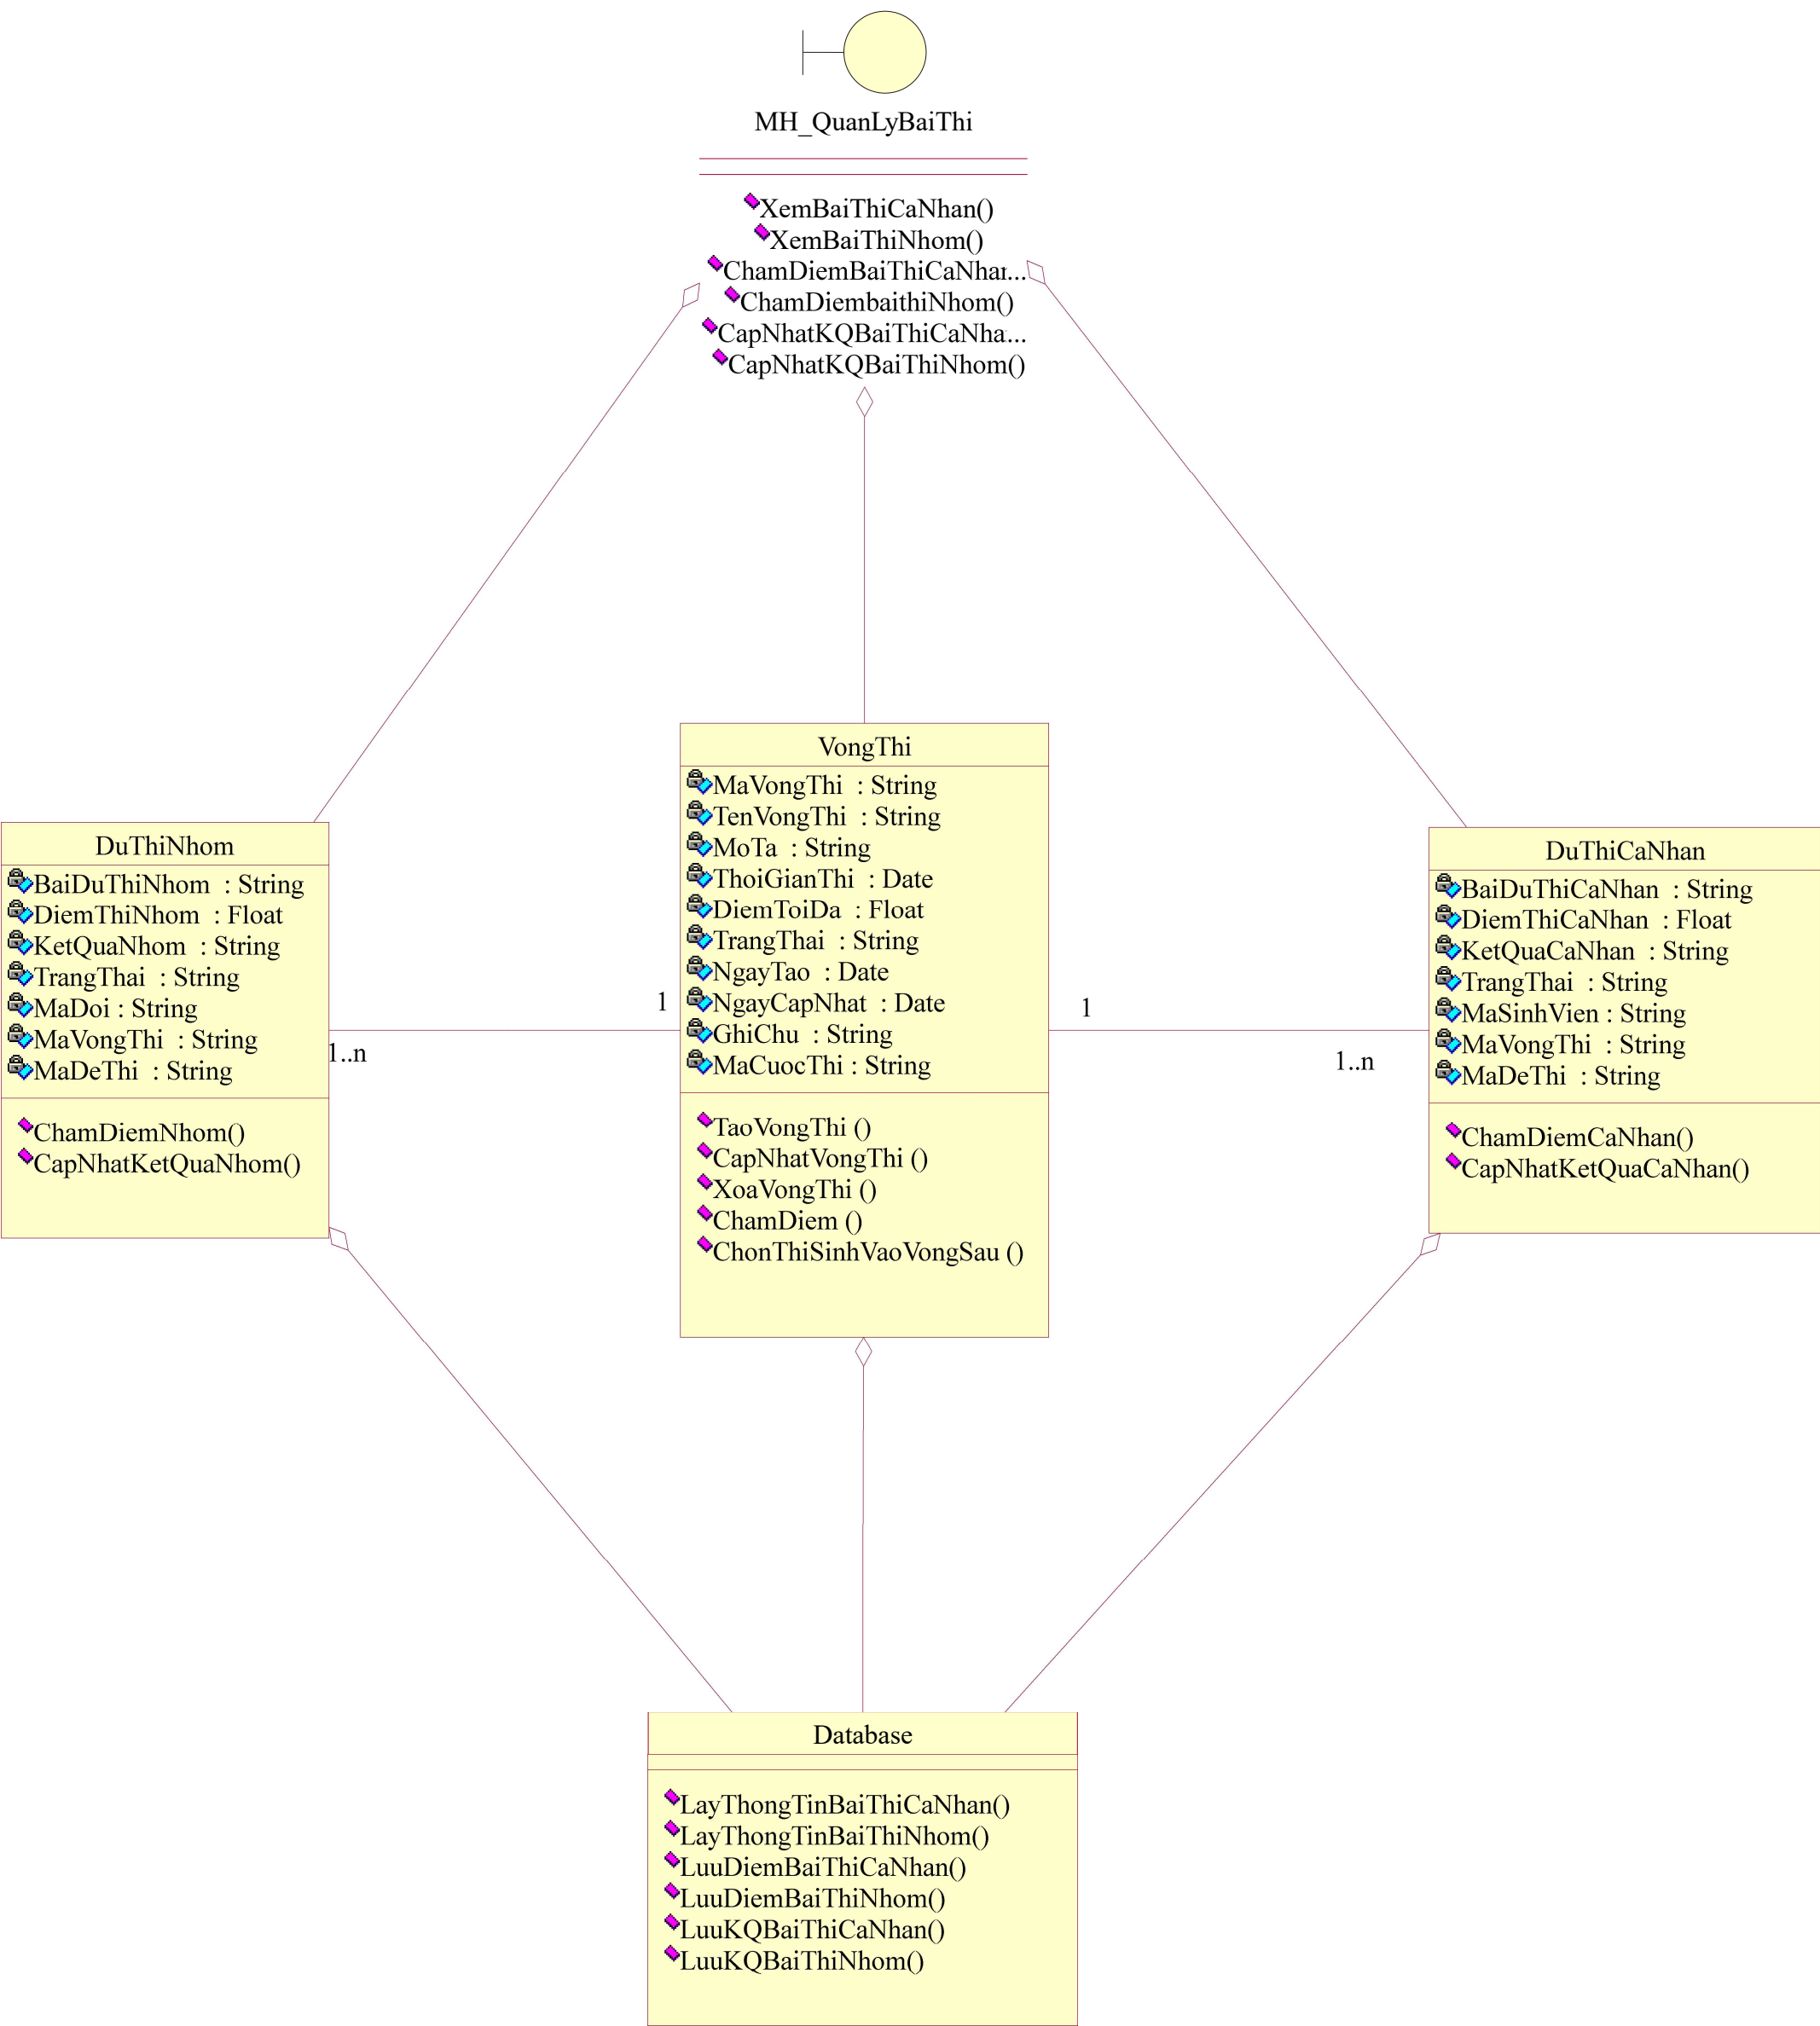 MH_QuanLyBaiThi
XemBaiThiCaNhan()
XemBaiThiNhom()
ChamDiemBaiThiCaNhan...
ChamDiembaithiNhom()
CapNhatKQBaiThiCaNha...
CapNhatKQBaiThiNhom()
DuThiNhom
BaiDuThiNhom : String
DiemThiNhom : Float
KetQuaNhom : String
TrangThai : String
MaDoi : String
MaVongThi : String
MaDeThi : String
ChamDiemNhom()
CapNhatKetQuaNhom()
1..n
1
VongThi
MaVongThi : String
TenVongThi : String
MoTa : String
ThoiGianThi : Date
DiemToiDa : Float
TrangThai : String
NgayTao : Date
NgayCapNhat : Date
GhiChu : String
MaCuocThi : String
TaoVongThi ()
CapNhatVongThi ()
XoaVongThi ()
ChamDiem ()
ChonThiSinhVaoVongSau ()
1
1..n
DuThiCaNhan
BaiDuThiCaNhan : String
DiemThiCaNhan : Float
KetQuaCaNhan : String
TrangThai : String
MaSinhVien : String
MaVongThi : String
MaDeThi : String
ChamDiemCaNhan()
CapNhatKetQuaCaNhan()
Database
LayThongTinBaiThiCaNhan()
LayThongTinBaiThiNhom()
LuuDiemBaiThiCaNhan()
LuuDiemBaiThiNhom()
LuuKQBaiThiCaNhan()
LuuKQBaiThiNhom()